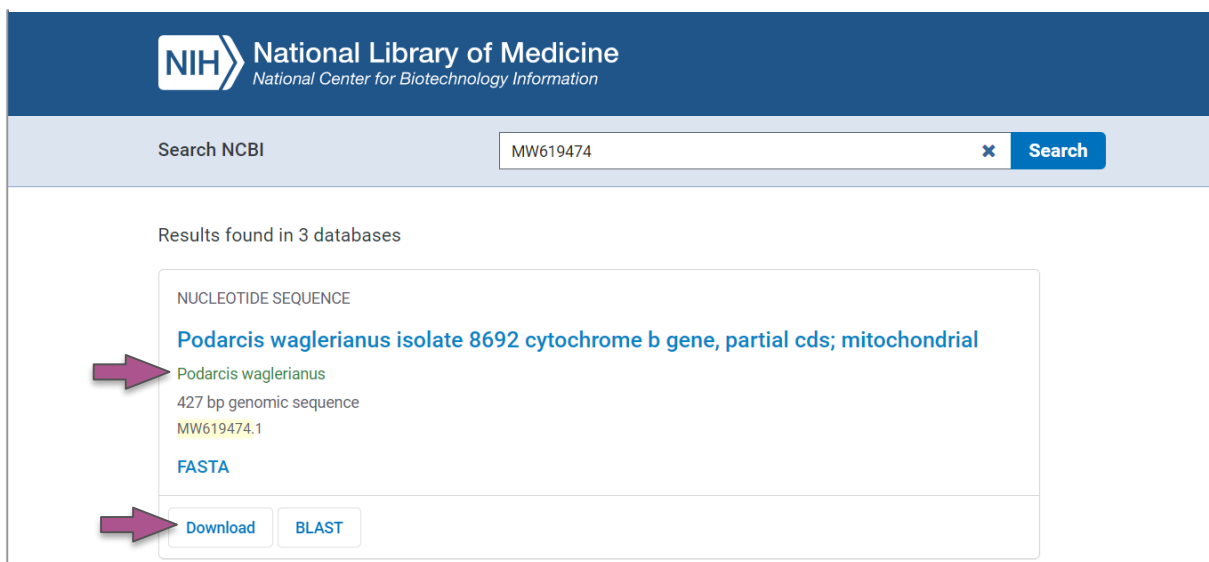 NIH National Library of Medicine
National Center for Biotechnology Information
Search NCBI MW619474 Search
Results found in 3 databases
NUCLEOTIDE SEQUENCE
Podarcis waglerianus isolate 8692 cytochrome b gene, partial cds; mitochondrial
Podarcis waglerianus
427 bp genomic sequence
MW619474.1
FASTA
Download BLAST